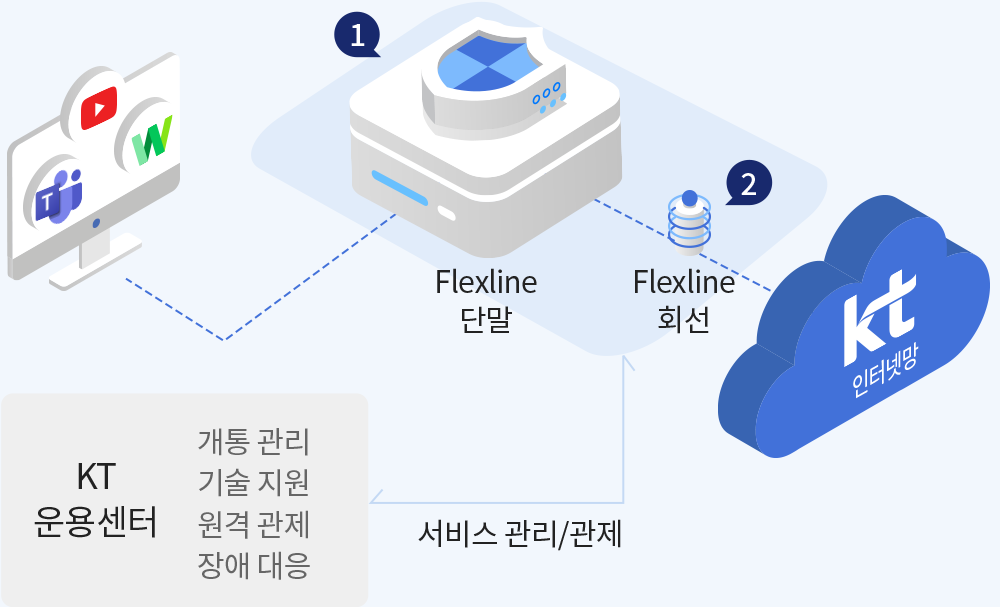 1
2
T
W
Flexline
단말
Flexline
회선
kt
인터넷망
KT
운용센터
개통 관리
기술 지원
원격 관제
장애 대응
서비스 관리/관제